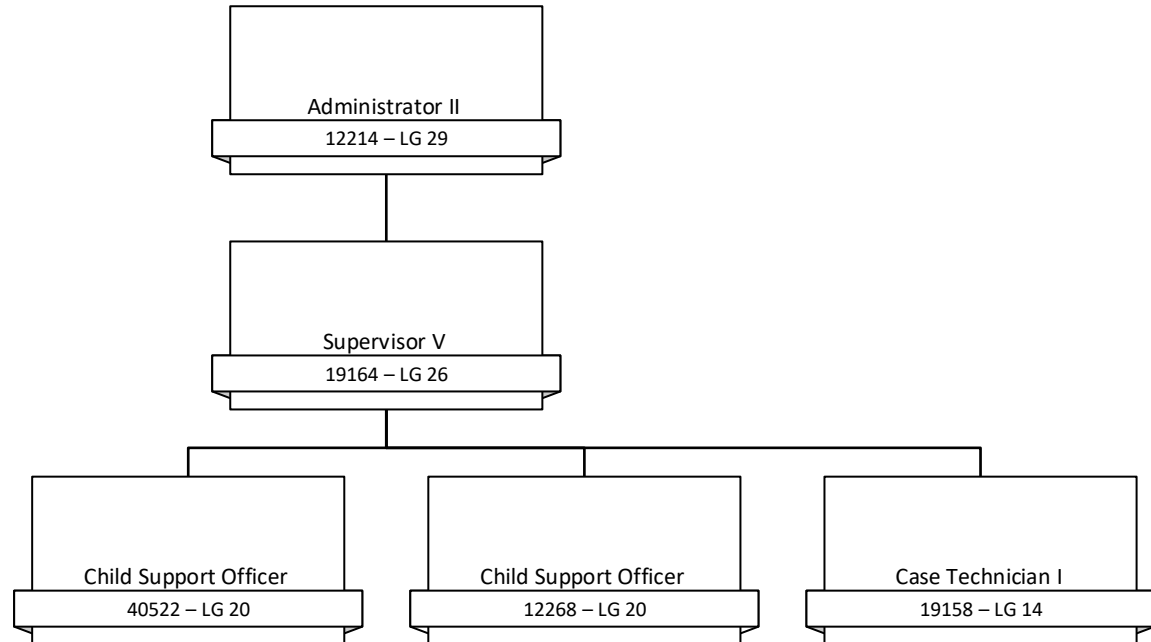 Administrator II
12214 – LG 29
Supervisor V
19164 – LG 26
Child Support Officer
40522 – LG 20
Child Support Officer
12268 – LG 20
Case Technician I
19158 – LG 14